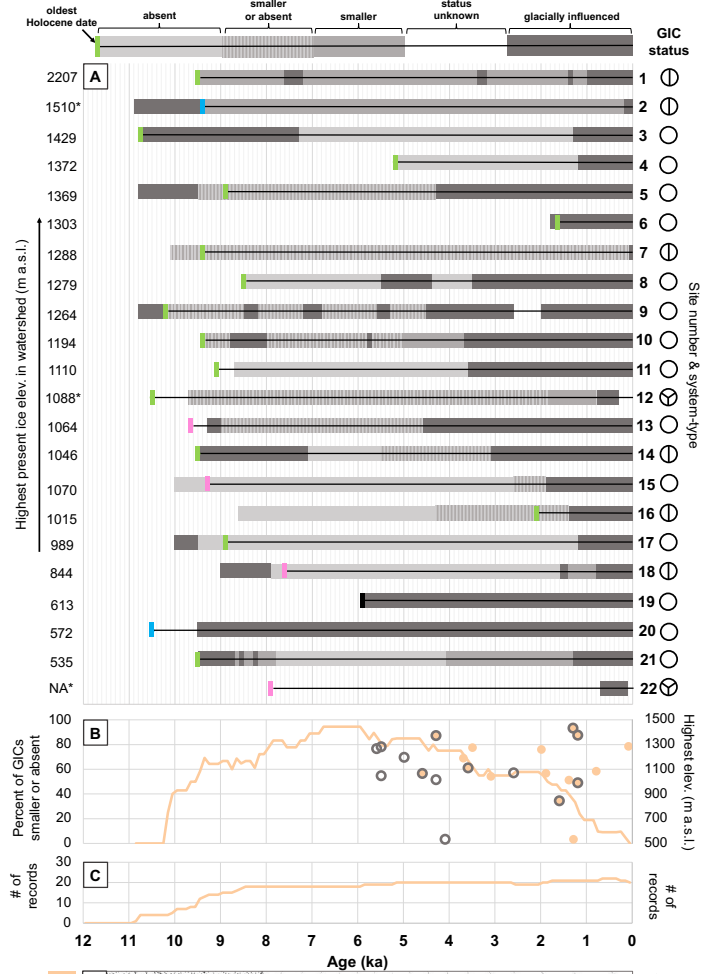 oldest
Holocene date
absent
smaller
or absent
smaller
status
unknown
glacially influenced
GIC
status
A
2207
1
1510*
2
1429
3
1372
4
1369
5
1303
6
1288
7
1279
8
1264
9
1194
10
1110
11
1088*
12
1064
13
1046
14
1070
15
1015
16
989
17
844
18
613
19
572
20
535
21
NA*
22
Highest present ice elev. in watershed (m a.s.l.)
Site number & system-type
B
Percent of GICs
smaller or absent
100
80
60
40
20
0
1500
1300
1100
900
700
500
Highest elev.
(m a.s.l.)
C
# of
records
30
20
10
0
# of
records
12 11 10 9 8 7 6 5 4 3 2 1 0
Age (ka)